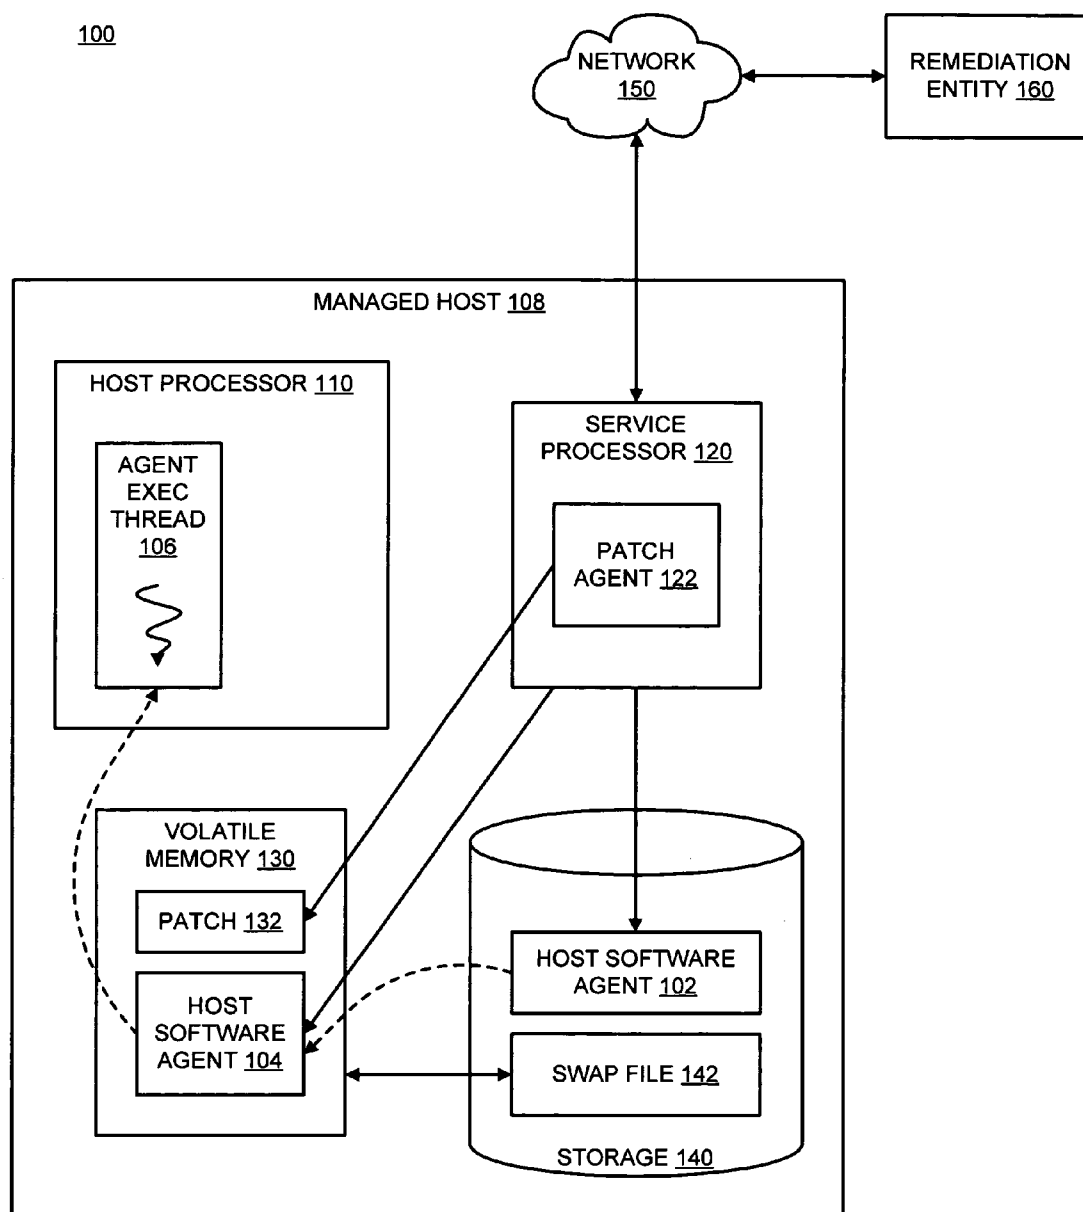 100
NETWORK
150
REMEDIATION
ENTITY 160
MANAGED HOST 108
HOST PROCESSOR 110
AGENT
EXEC
THREAD
106
SERVICE
PROCESSOR 120
PATCH
AGENT 122
VOLATILE
MEMORY 130
PATCH 132
HOST
SOFTWARE
AGENT 104
HOST SOFTWARE
AGENT 102
SWAP FILE 142
STORAGE 140